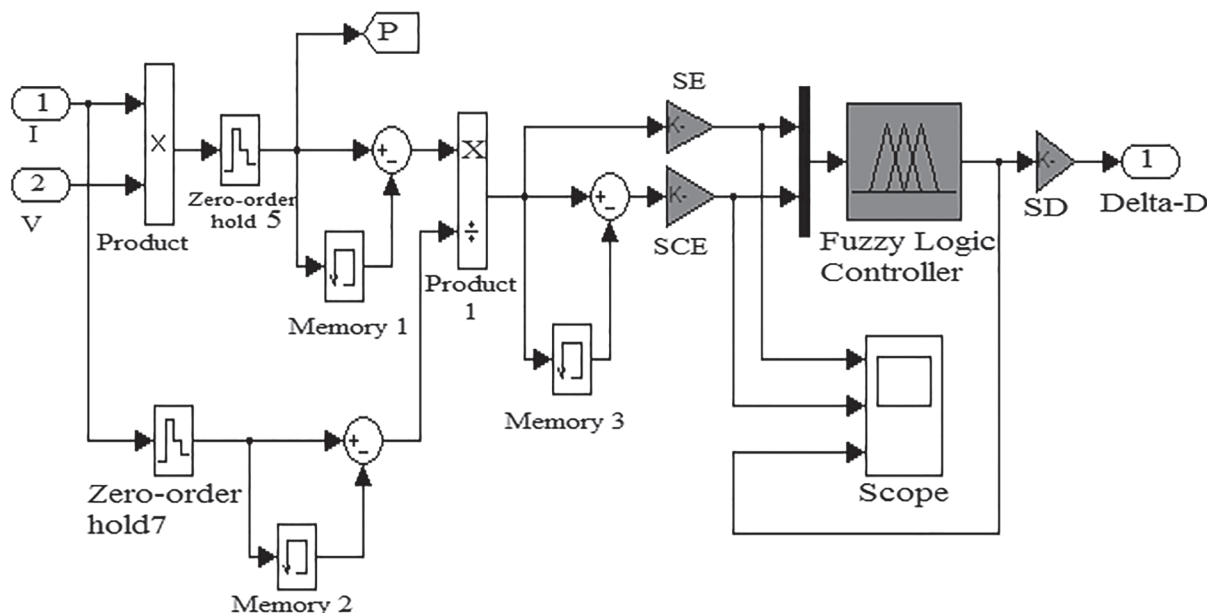 P
1
I
2
V
X
Product
Zero-order
hold 5
+
-
Memory 1
X
÷
Product
1
SE
K-
+
-
K-
SCE
Memory 3
Fuzzy Logic
Controller
K-
SD
1
Delta-D
Scope
Zero-order
hold7
+
-
Memory 2